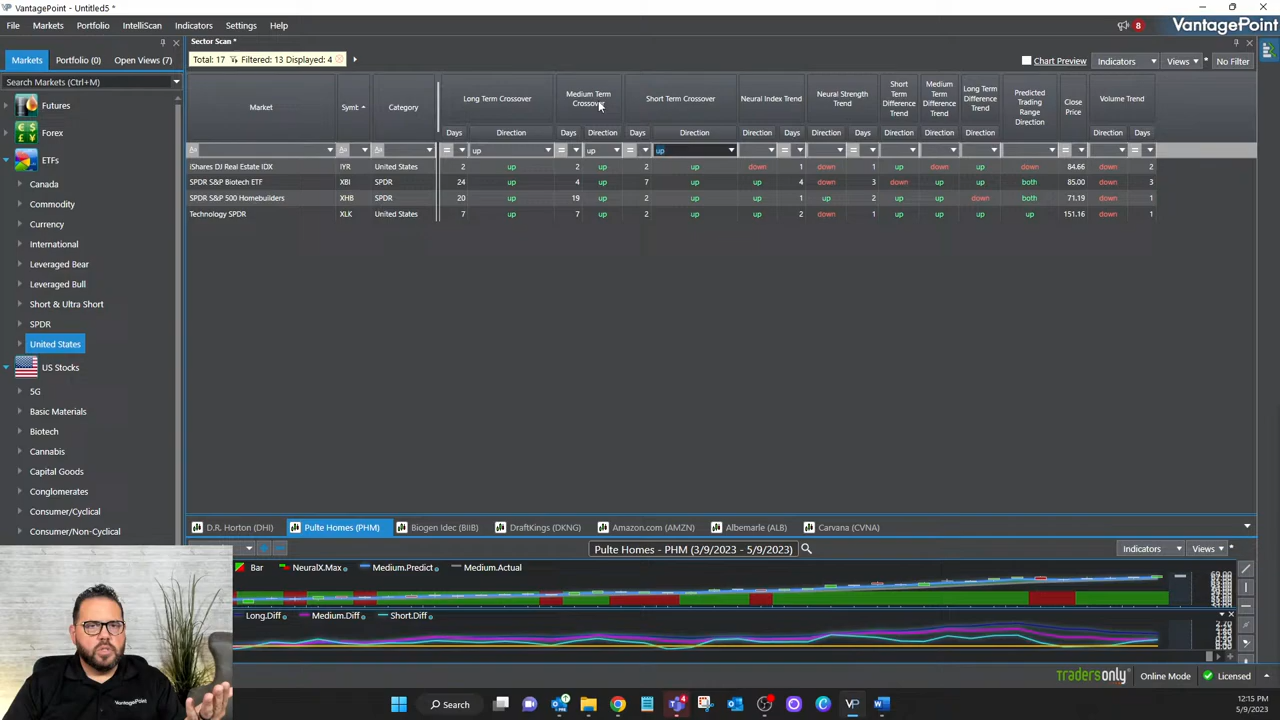 VantagePoint - Untitled5 *
File Markets Portfolio IntelliScan Indicators Settings Help
8 VantagePoint
Markets Portfolio (0) Open Views (7)
Search Markets (Ctrl+M)
Futures
Forex
ETFs
Canada
Commodity
Currency
International
Leveraged Bear
Leveraged Bull
Short & Ultra Short
SPDR
United States
US Stocks
5G
Basic Materials
Biotech
Cannabis
Capital Goods
Conglomerates
Consumer/Cyclical
Consumer/Non-Cyclical
Sector Scan *
Total: 17 Filtered: 13 Displayed: 4
Chart Preview Indicators Views * No Filter
Market Symb Category Long Term Crossover Medium Term Crossover Short Term Crossover Neural Index Trend Neural Strength Trend Short Term Difference Trend Medium Term Difference Trend Long Term Difference Trend Predicted Trading Range Direction Close Price Volume Trend
Days Direction Days Direction Days Direction Direction Days Direction Days Direction Direction Direction Direction Days
= up = up = up = = = =
iShares DJ Real Estate IDX IYR United States 2 up 2 up 2 up down 1 down 1 up down up down 84.66 down 2
SPDR S&P Biotech ETF XBI SPDR 24 up 4 up 7 up up 4 down 3 down up up both 85.00 down 3
SPDR S&P 500 Homebuilders XHB SPDR 20 up 19 up 2 up up 1 up 2 up up down both 71.19 down 1
Technology SPDR XLK United States 7 up 7 up 2 up up 2 down 1 up up up up 151.16 down 1
D.R. Horton (DHI) Pulte Homes (PHM) Biogen Idec (BIIB) DraftKings (DKNG) Amazon.com (AMZN) Albemarle (ALB) Carvana (CVNA)
Pulte Homes - PHM (3/9/2023 - 5/9/2023)
Indicators Views *
Bar NeuralX.Max Medium.Predict Medium.Actual
Long.Diff Medium.Diff Short.Diff
VantagePoint
tradersonly Online Mode Licensed
Search
12:15 PM
5/9/2023